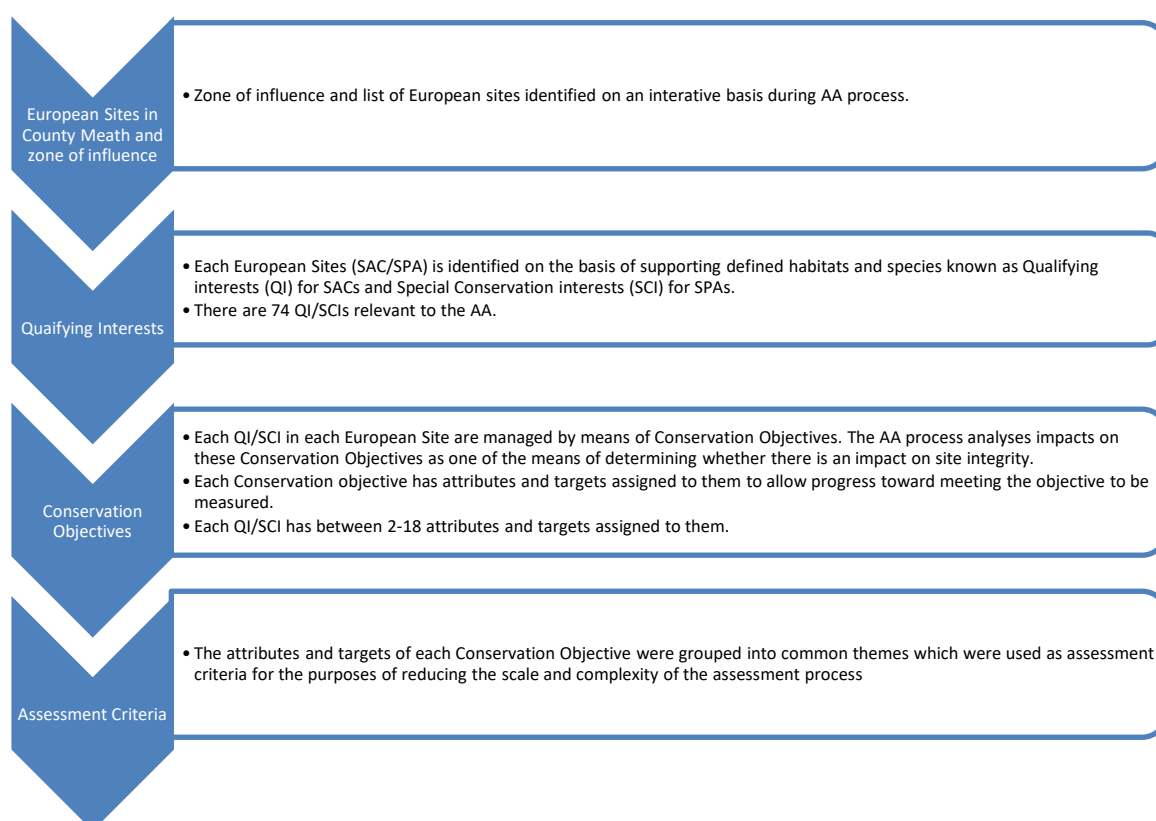 European Sites in
County Meath and
zone of influence
• Zone of influence and list of European sites identified on an interative basis during AA process.
Quaifying Interests
• Each European Sites (SAC/SPA) is identified on the basis of supporting defined habitats and species known as Qualifying
interests (QI) for SACs and Special Conservation interests (SCI) for SPAs.
• There are 74 QI/SCIs relevant to the AA.
Conservation
Objectives
• Each QI/SCI in each European Site are managed by means of Conservation Objectives. The AA process analyses impacts on
these Conservation Objectives as one of the means of determining whether there is an impact on site integrity.
• Each Conservation objective has attributes and targets assigned to them to allow progress toward meeting the objective to be
measured.
• Each QI/SCI has between 2-18 attributes and targets assigned to them.
Assessment Criteria
• The attributes and targets of each Conservation Objective were grouped into common themes which were used as assessment
criteria for the purposes of reducing the scale and complexity of the assessment process